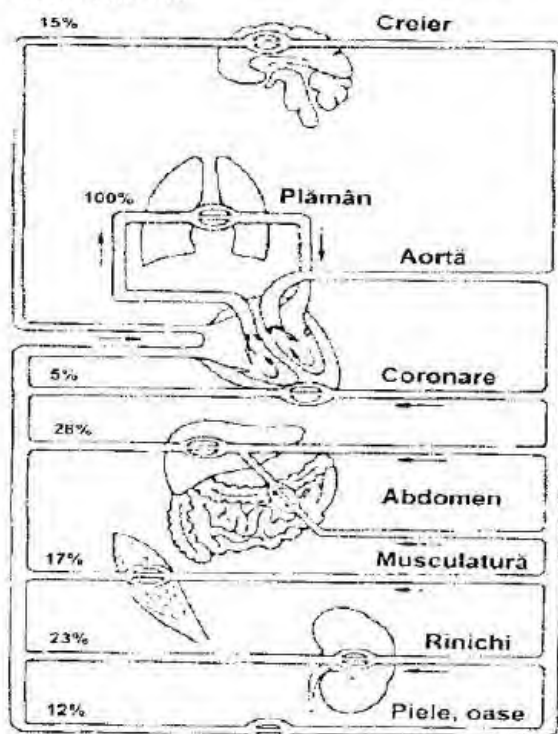 15% Creier
100% Plămân
Aortă
5% Coronare
28%
Abdomen
17% Musculatură
23% Rinichi
12% Piele, oase